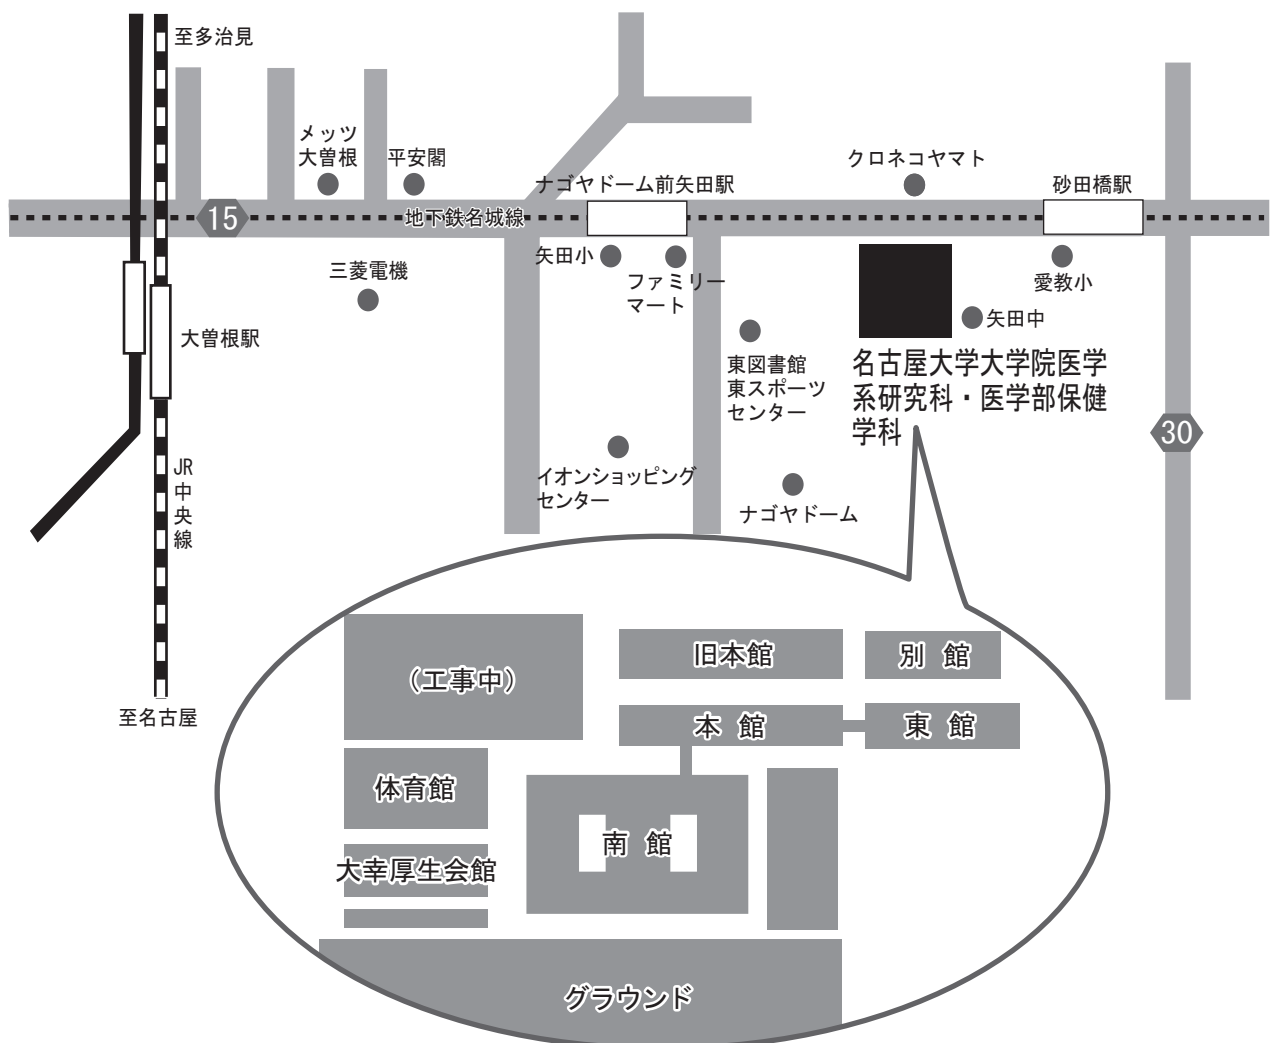 至多治見
メッツ
大曽根
平安閣
ナゴヤドーム前矢田駅
クロネコヤマト
砂田橋駅
15
地下鉄名城線
矢田小
ファミリー
マート
愛教小
三菱電機
矢田中
大曽根駅
東図書館
東スポーツ
センター
名古屋大学大学院医学
系研究科・医学部保健
学科
30
JR
中
央
線
イオンショッピング
センター
ナゴヤドーム
至名古屋
(工事中)
旧本館
別 館
本 館
東 館
体育館
南 館
大幸厚生会館
グラウンド